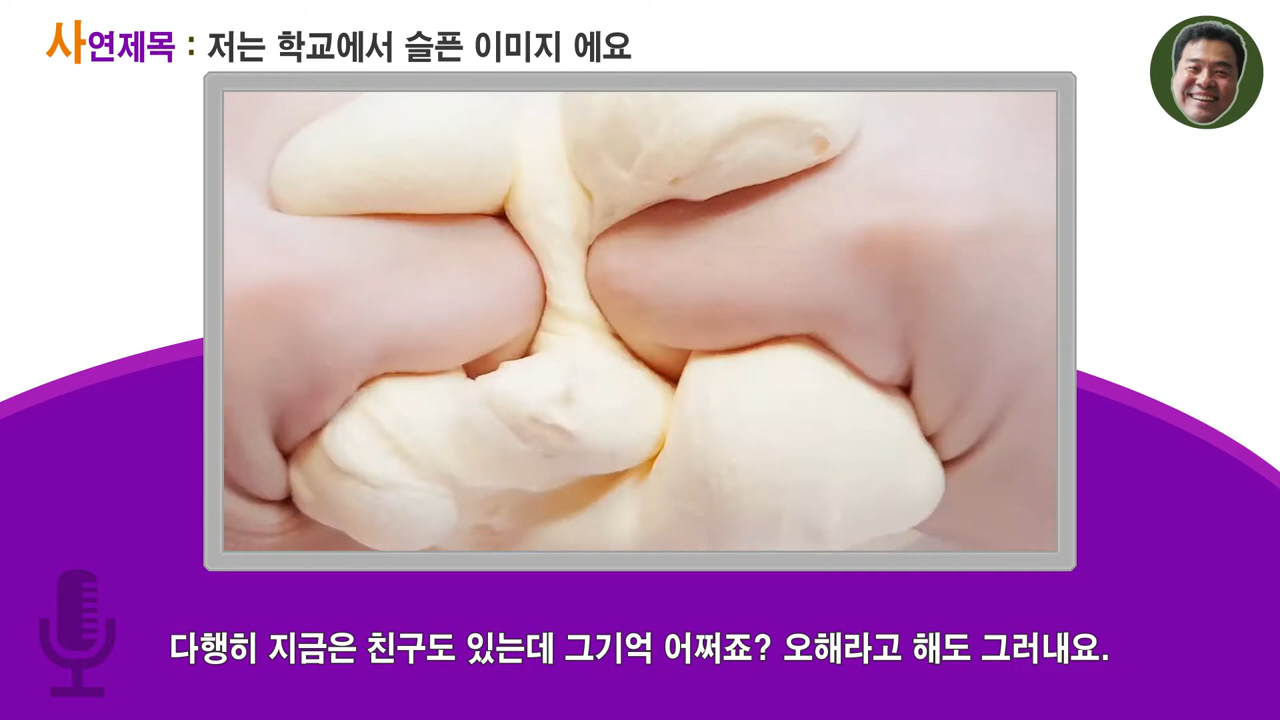 사연제목 : 저는 학교에서 슬픈 이미지 에요
다행히 지금은 친구도 있는데 그기억 어쩌죠? 오해라고 해도 그러내요.